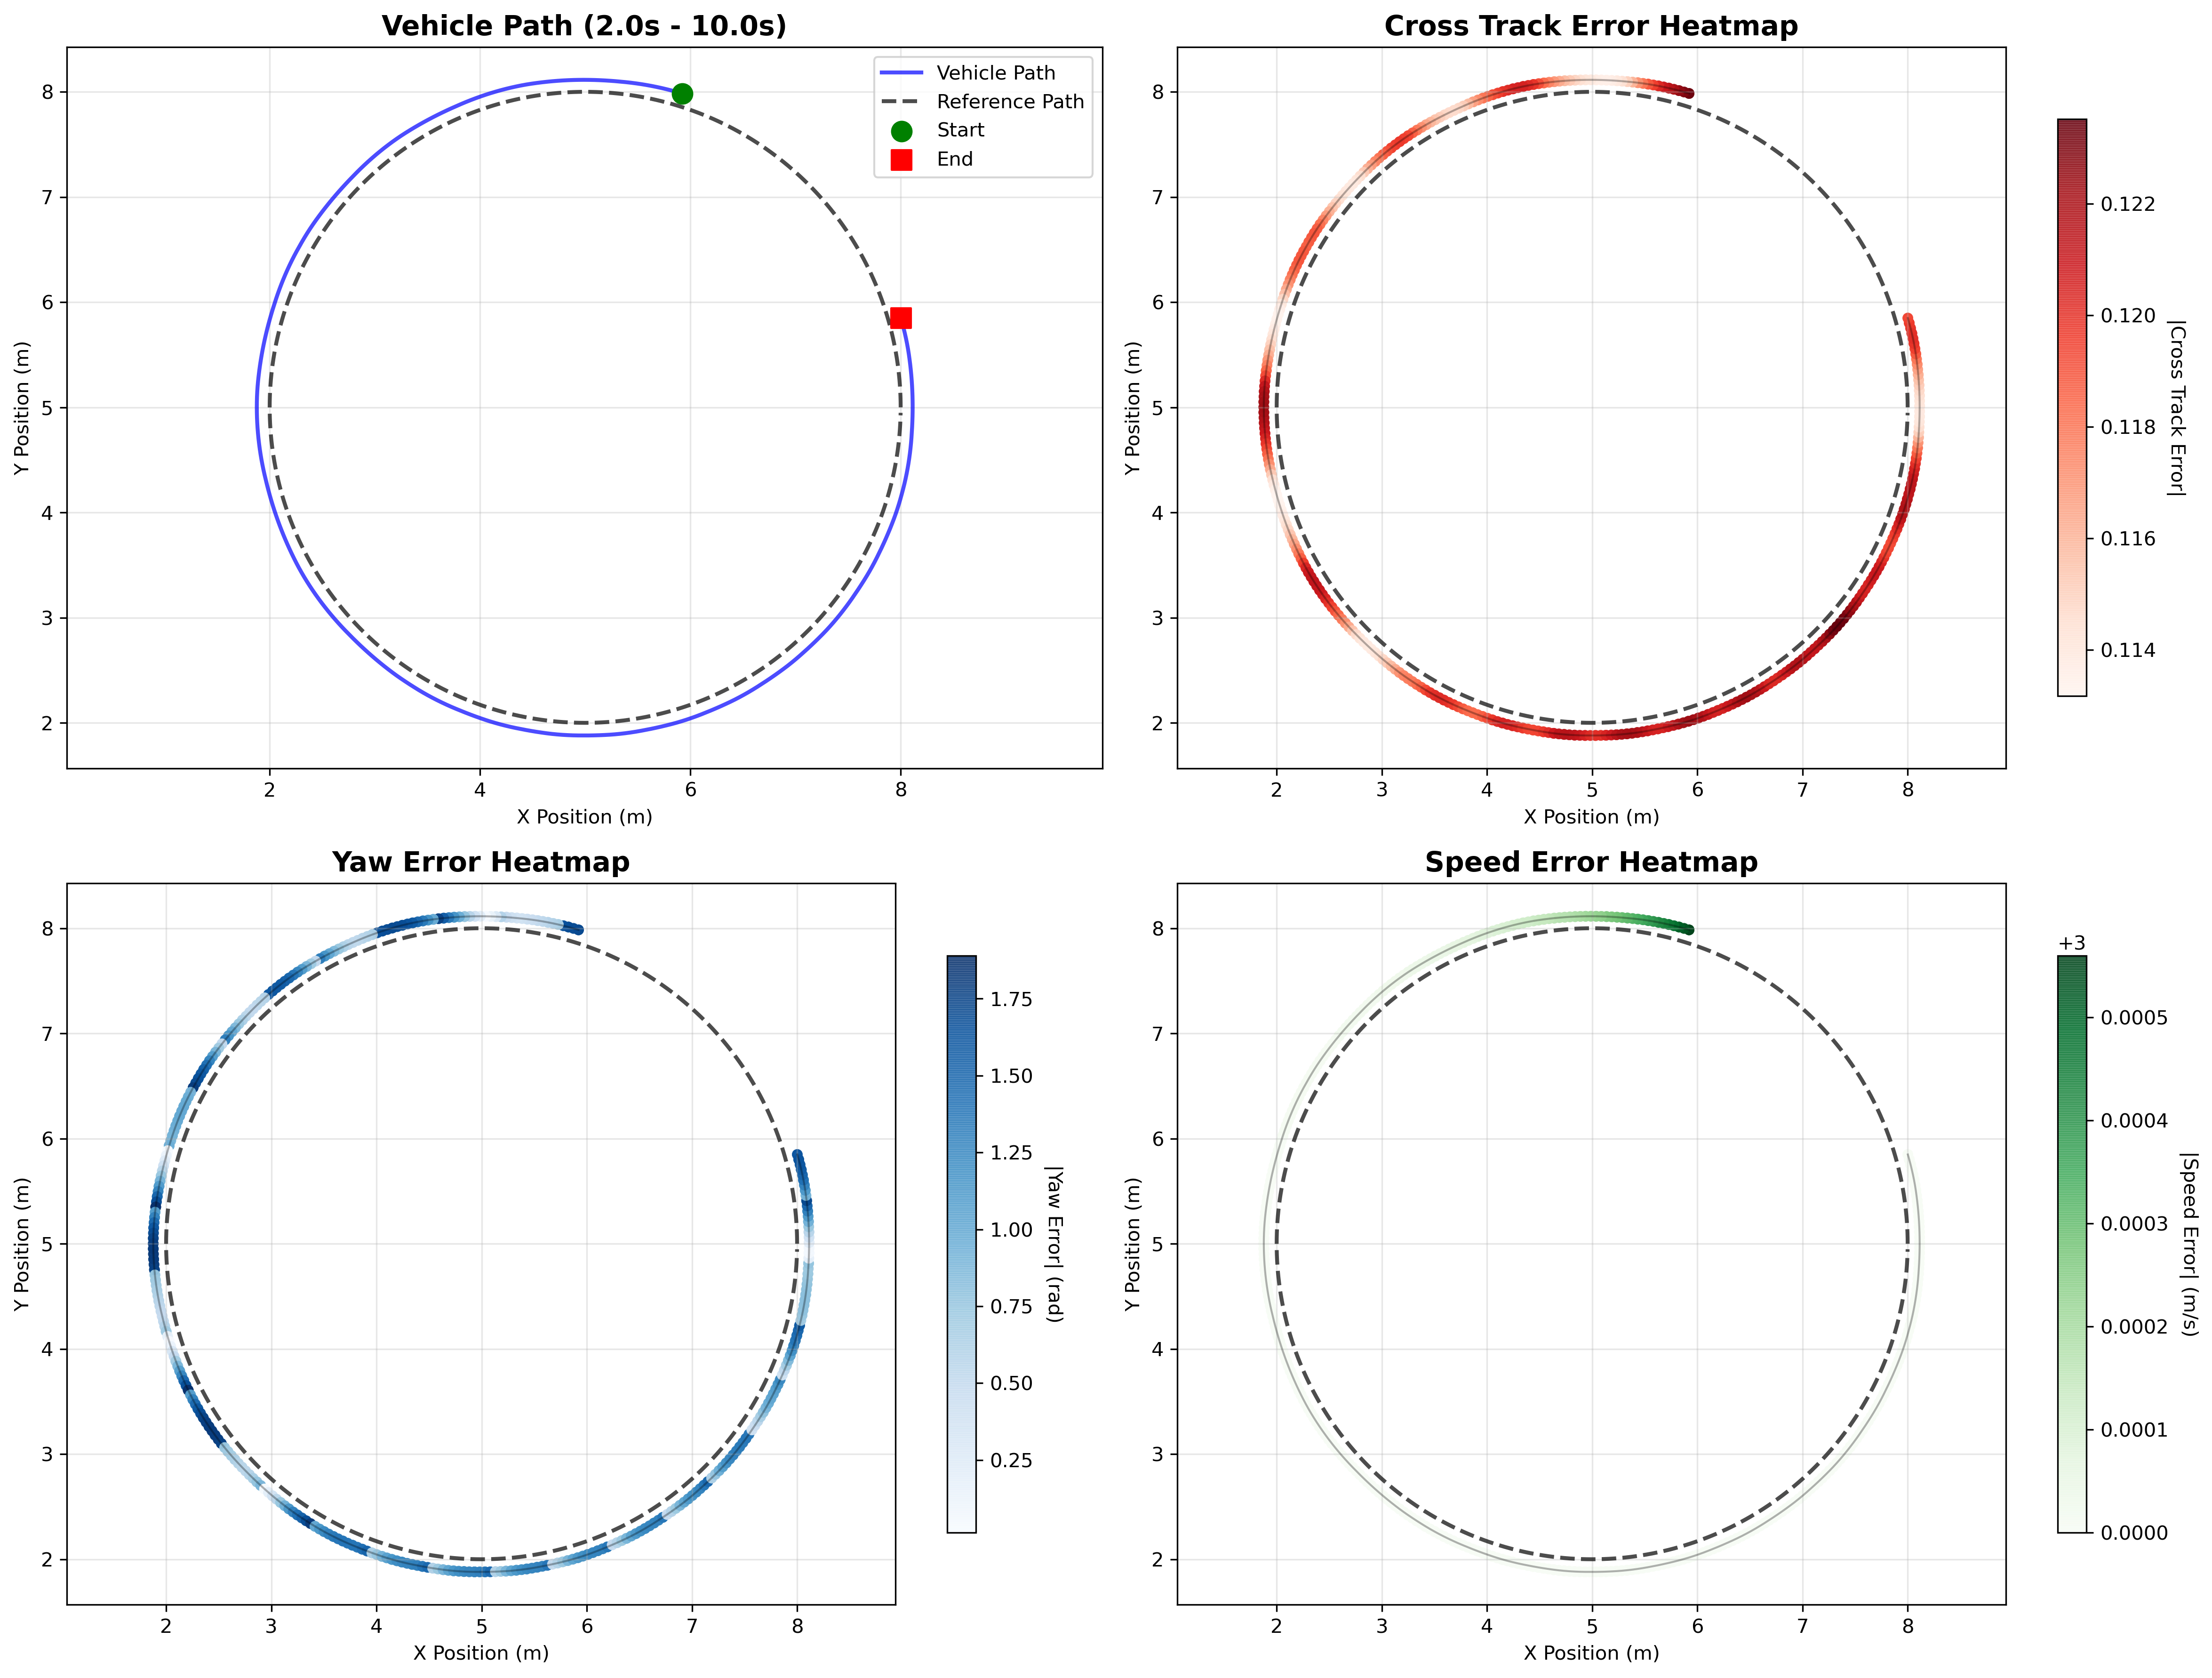 Vehicle Path (2.0s - 10.0s)
Vehicle Path
Reference Path
Start
End
8
7
6
5
4
3
2
Y Position (m)
2 4 6 8
X Position (m)
Cross Track Error Heatmap
8
7
6
5
4
3
2
Y Position (m)
2 3 4 5 6 7 8
X Position (m)
0.122
0.120
0.118
0.116
0.114
|Cross Track Error|
Yaw Error Heatmap
8
7
6
5
4
3
2
Y Position (m)
2 3 4 5 6 7 8
X Position (m)
1.75
1.50
1.25
1.00
0.75
0.50
0.25
|Yaw Error| (rad)
Speed Error Heatmap
8
7
6
5
4
3
2
Y Position (m)
2 3 4 5 6 7 8
X Position (m)
+3
0.0005
0.0004
0.0003
0.0002
0.0001
0.0000
|Speed Error| (m/s)